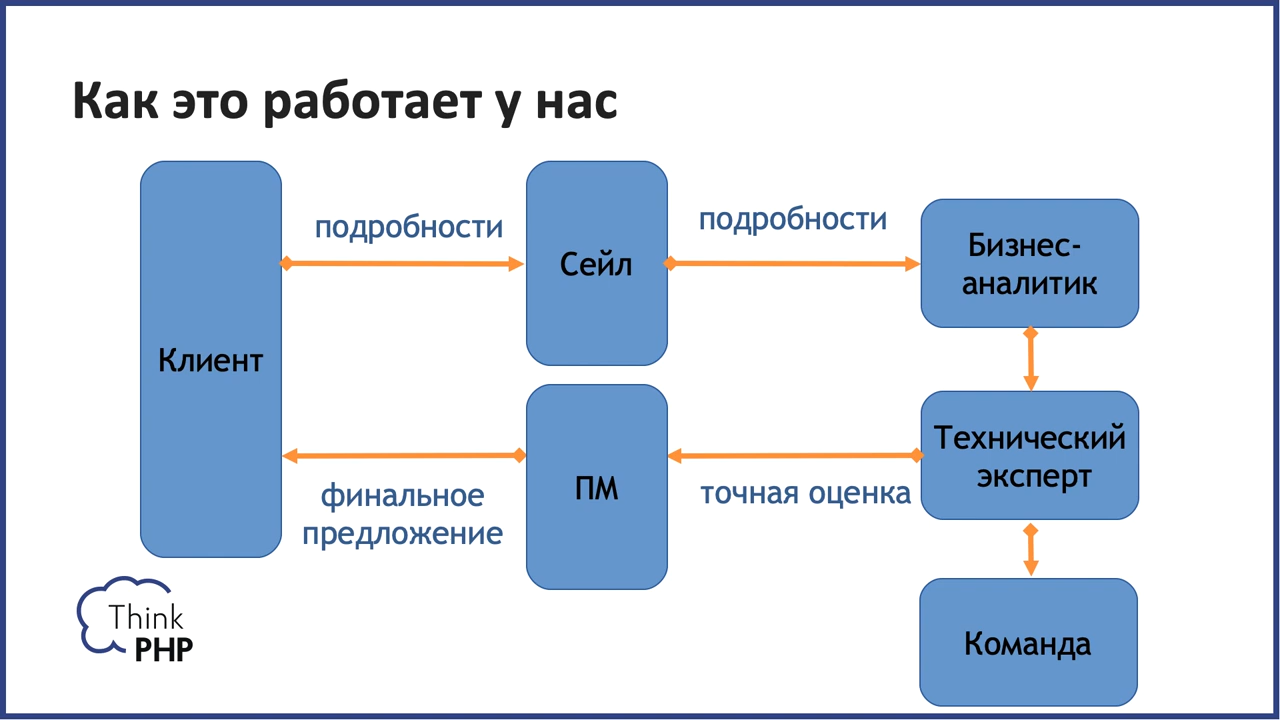 Как это работает у нас
подробности
подробности
Сейл
Бизнес-
аналитик
Клиент
Технический
эксперт
ПМ
точная оценка
финальное
предложение
Команда
Think
PHP